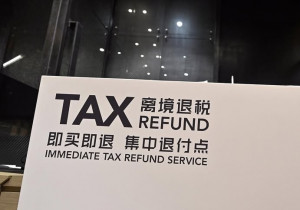 TAX 离境退税
REFUND
即买即退 集中退付点
IMMEDIATE TAX REFUND SERVICE